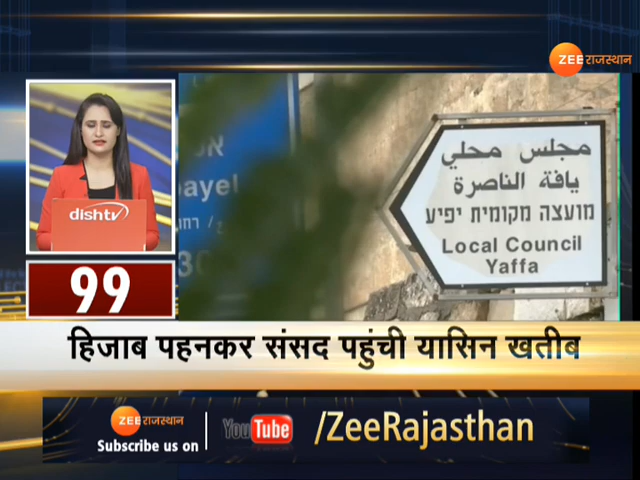 ZEE राजस्थान
dishtv
99
مجلس محلي
يافة الناصرة
מועצה מקומית יפיע
Local Council
Yaffa
हिजाब पहनकर संसद पहुंची यासिन खतीब
ZEE राजस्थान
Subscribe us on
YouTube
/ZeeRajasthan